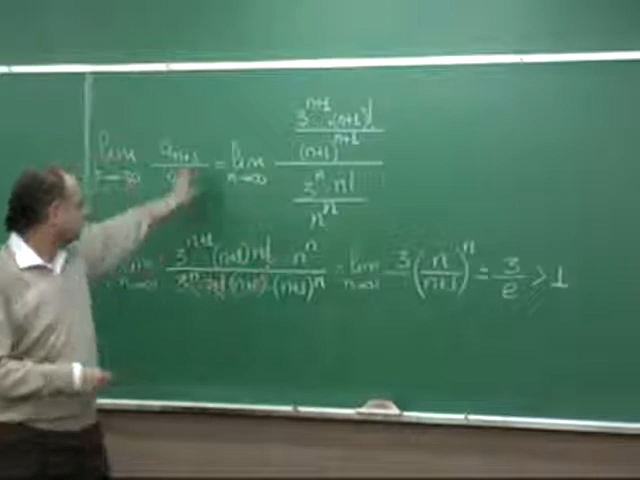 lim n→∞ a_{n+1} / a = lim n→∞ (3^{n+1} · (n+1)! / (n+1)^{n+1}) / (3^n · n! / n^n)
lim n→∞ 3^{n+1} (n+1) n! · n^n / 3^n n! (n+1) · (n+1)^n = lim n→∞ 3 (n / n+1)^n = 3 / e > 1